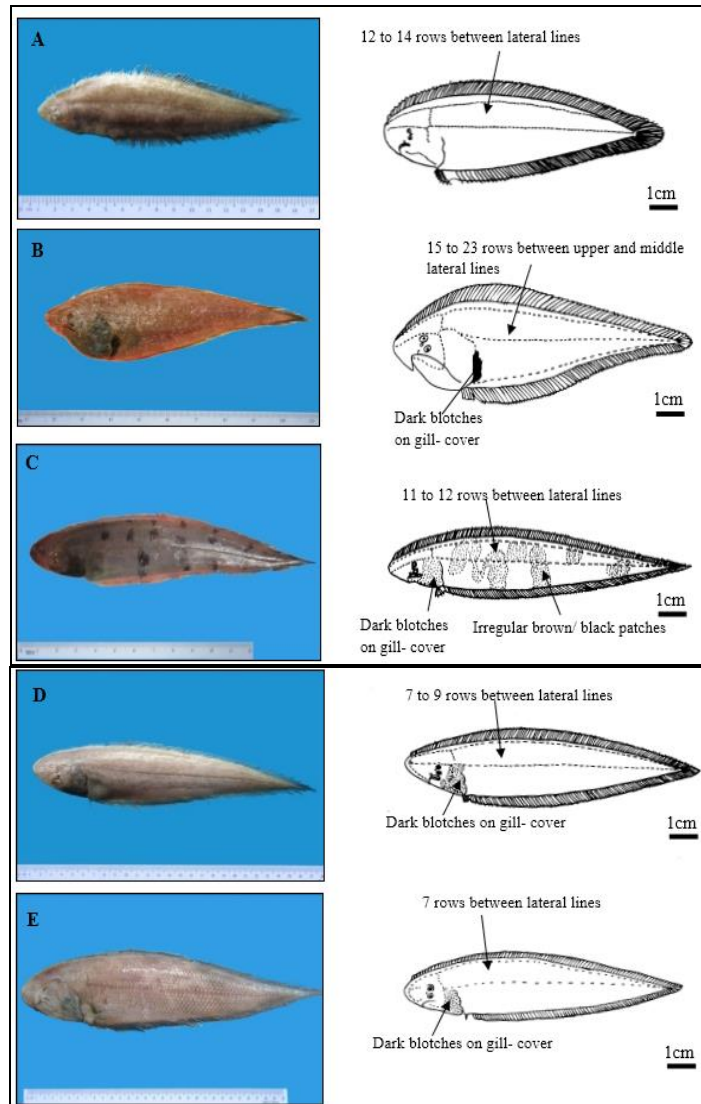 A
12 to 14 rows between lateral lines
1cm
B
15 to 23 rows between upper and middle
lateral lines
Dark blotches
on gill- cover
1cm
C
11 to 12 rows between lateral lines
Dark blotches
on gill- cover
Irregular brown/ black patches
1cm
D
7 to 9 rows between lateral lines
Dark blotches on gill- cover
1cm
E
7 rows between lateral lines
Dark blotches on gill- cover
1cm